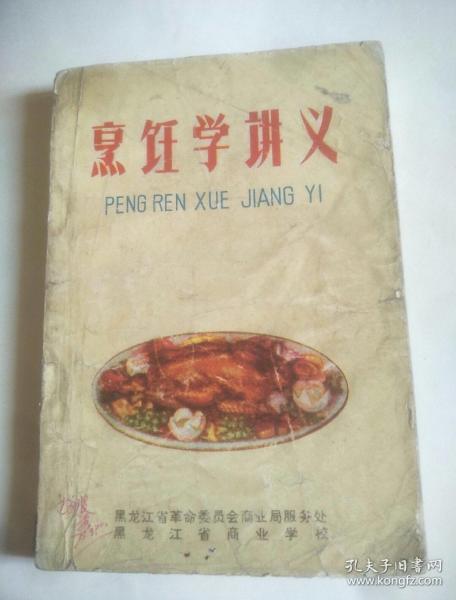 烹饪学讲义
PENG REN XUE JIANG YI
黑龙江省革命委员会商业局服务处
黑龙江省商业学校
孔夫子旧书网
www.kongfz.com